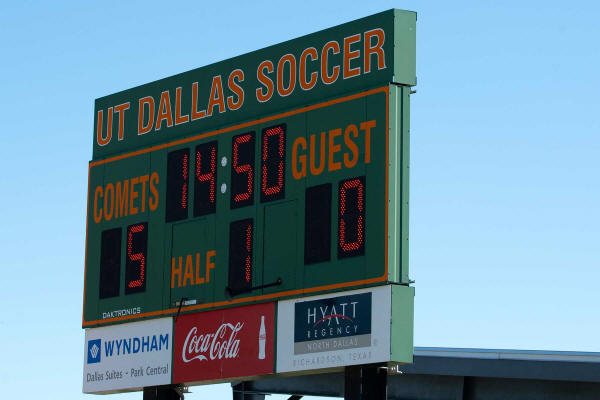 UT DALLAS SOCCER
COMETS 14:50 GUEST
5 HALF 1 0
DAKTRONICS
WYNDHAM
Dallas Suites - Park Central
Coca-Cola
HYATT
REGENCY
NORTH DALLAS
RICHARDSON, TEXAS